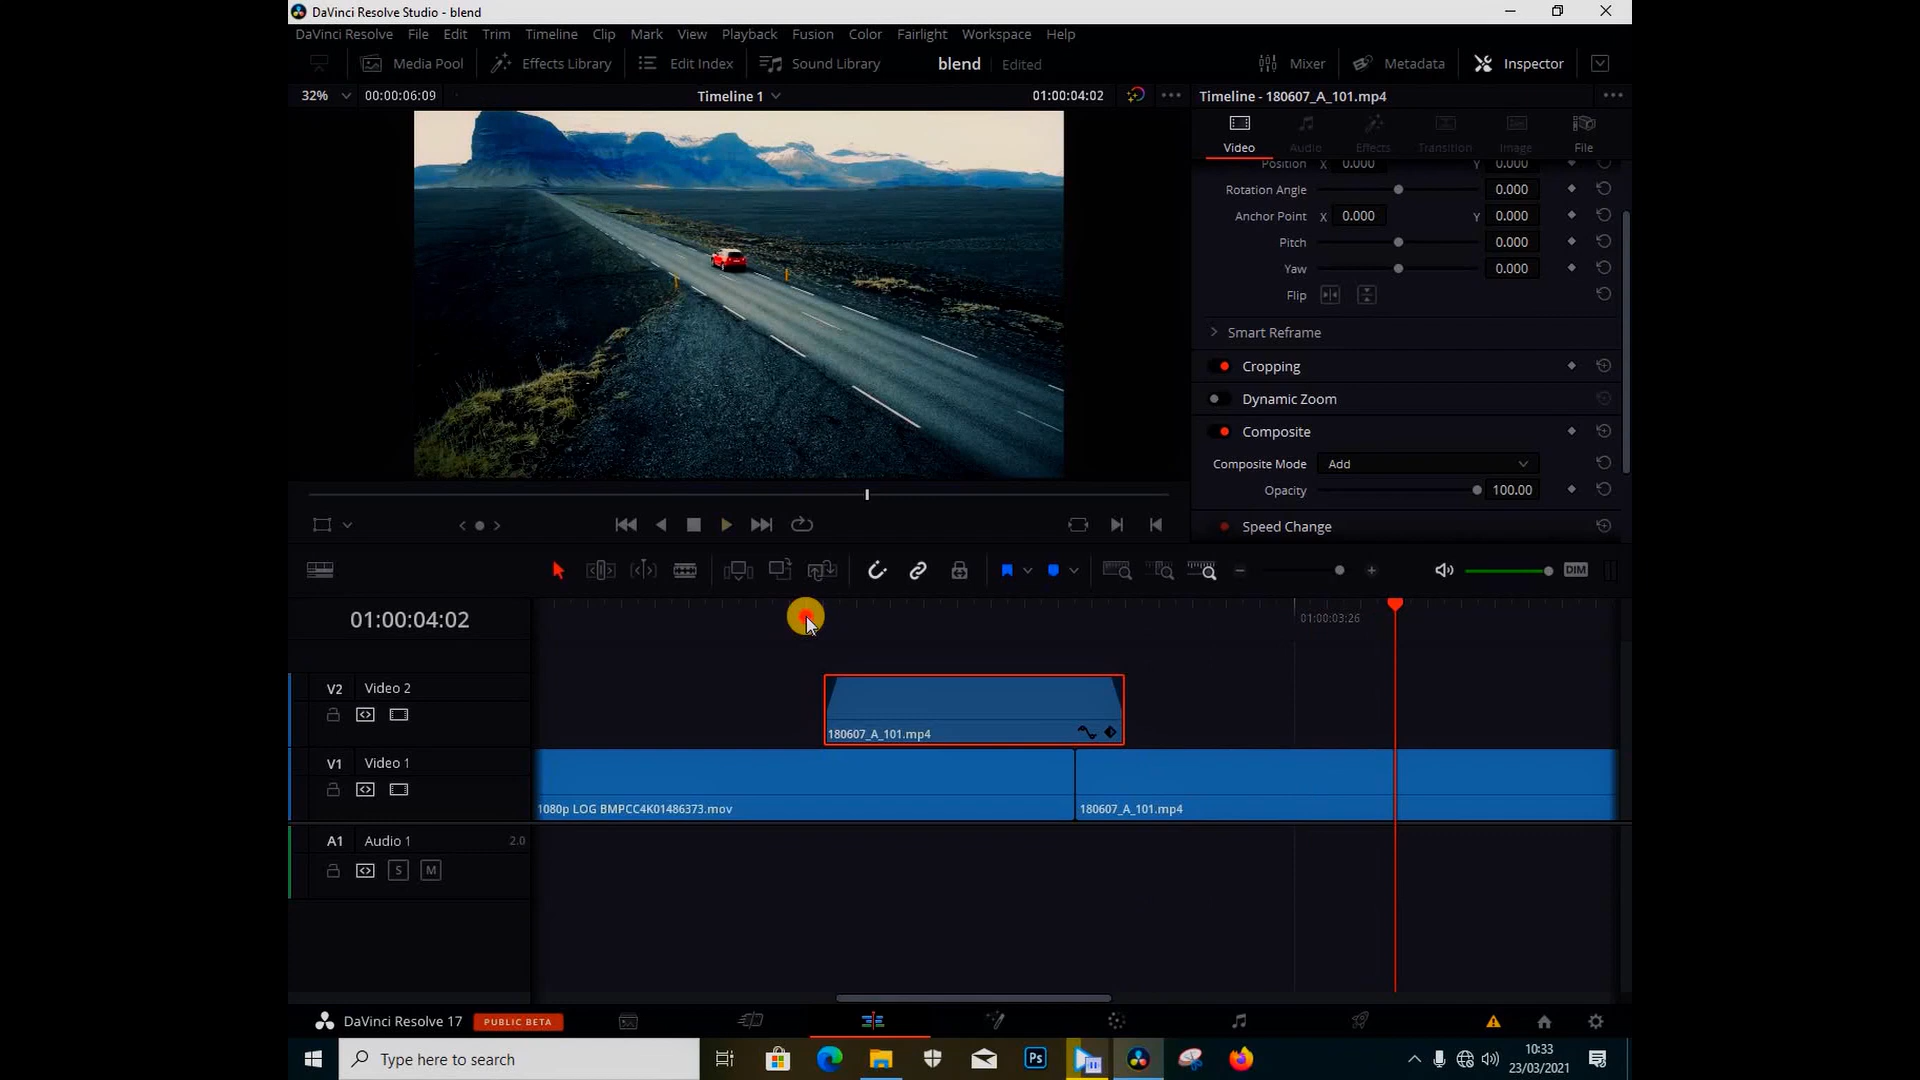 DaVinci Resolve Studio - blend
DaVinci Resolve File Edit Trim Timeline Clip Mark View Playback Fusion Color Fairlight Workspace Help
Media Pool Effects Library Edit Index Sound Library blend Edited Mixer Metadata Inspector
32% 00:00:06:09 Timeline 1 01:00:04:02 Timeline - 180607_A_101.mp4
Video Audio Effects Transition Image File
Position X 0.000 Y 0.000
Rotation Angle 0.000
Anchor Point X 0.000 Y 0.000
Pitch 0.000
Yaw 0.000
Flip
Smart Reframe
Cropping
Dynamic Zoom
Composite
Composite Mode Add
Opacity 100.00
Speed Change
DIM
01:00:04:02
01:00:03:26
V2 Video 2
180607_A_101.mp4
V1 Video 1
1080p LOG BMPCC4K01486373.mov
180607_A_101.mp4
A1 Audio 1 2.0
S M
DaVinci Resolve 17 PUBLIC BETA
Type here to search
Ps
10:33
23/03/2021